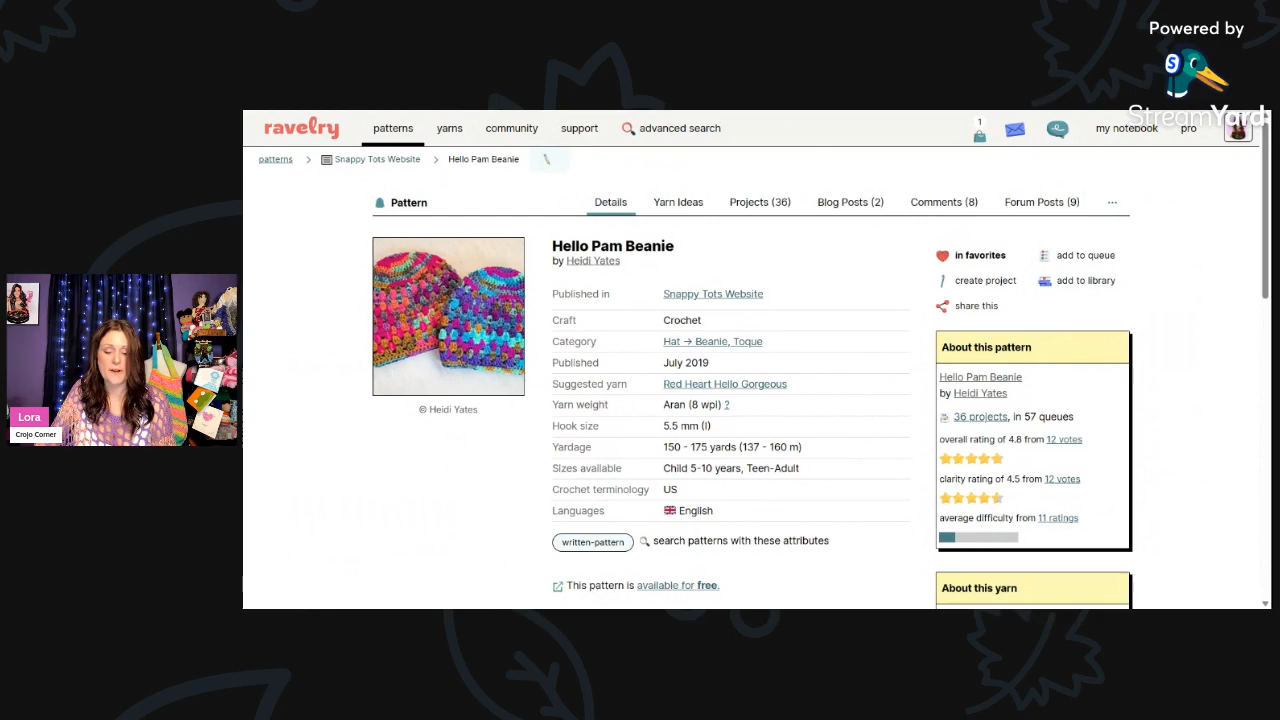 Powered by
StreamYard
ravelry
patterns yarns community support advanced search 1 my notebook pro
patterns Snappy Tots Website Hello Pam Beanie
Pattern Details Yarn Ideas Projects (36) Blog Posts (2) Comments (8) Forum Posts (9) ...
Hello Pam Beanie
by Heidi Yates
Published in Snappy Tots Website
Craft Crochet
Category Hat → Beanie, Toque
Published July 2019
Suggested yarn Red Heart Hello Gorgeous
Yarn weight Aran (8 wpi) ?
Hook size 5.5 mm (I)
Yardage 150 - 175 yards (137 - 160 m)
Sizes available Child 5-10 years, Teen-Adult
Crochet terminology US
Languages English
written-pattern search patterns with these attributes
This pattern is available for free.
© Heidi Yates
in favorites add to queue
create project add to library
share this
About this pattern
Hello Pam Beanie
by Heidi Yates
36 projects, in 57 queues
overall rating of 4.8 from 12 votes
clarity rating of 4.5 from 12 votes
average difficulty from 11 ratings
About this yarn
Lora
Crojo Corner